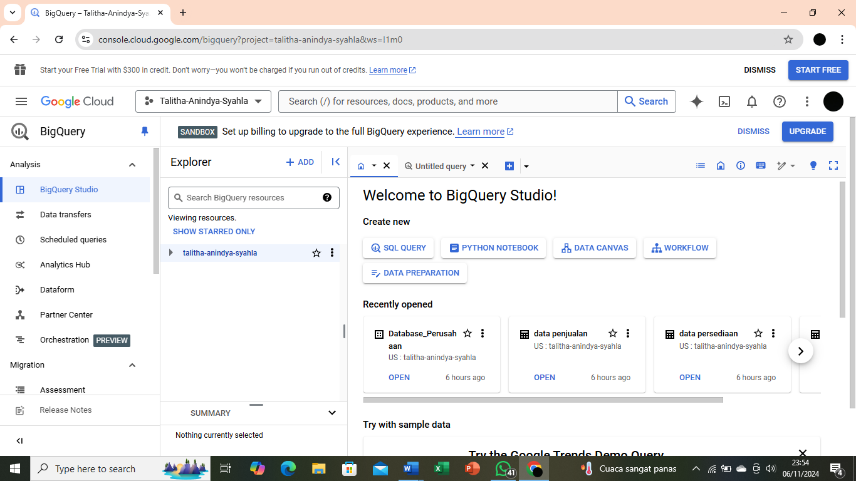 BigQuery – Talitha-Anindya-Sya
console.cloud.google.com/bigquery?project=talitha-anindya-syahla&ws=!1m0
Start your Free Trial with $300 in credit. Don't worry—you won't be charged if you run out of credits. Learn more
DISMISS
START FREE
Google Cloud
Talitha-Anindya-Syahla
Search (/) for resources, docs, products, and more
Search
BigQuery
SANDBOX Set up billing to upgrade to the full BigQuery experience. Learn more
DISMISS
UPGRADE
Analysis
BigQuery Studio
Data transfers
Scheduled queries
Analytics Hub
Dataform
Partner Center
Orchestration PREVIEW
Migration
Assessment
Release Notes
Explorer
+ ADD
Search BigQuery resources
Viewing resources.
SHOW STARRED ONLY
talitha-anindya-syahla
SUMMARY
Nothing currently selected
Untitled query
Welcome to BigQuery Studio!
Create new
SQL QUERY
PYTHON NOTEBOOK
DATA CANVAS
WORKFLOW
DATA PREPARATION
Recently opened
Database_Perusah
aan
US : talitha-anindya-syahla
OPEN
6 hours ago
data penjualan
US : talitha-anindya-syahla
OPEN
6 hours ago
data persediaan
US : talitha-anindya-syahla
OPEN
6 hours ago
Try with sample data
Try the Google Trends Demo Query
Type here to search
41
Cuaca sangat panas
23:54
06/11/2024
4